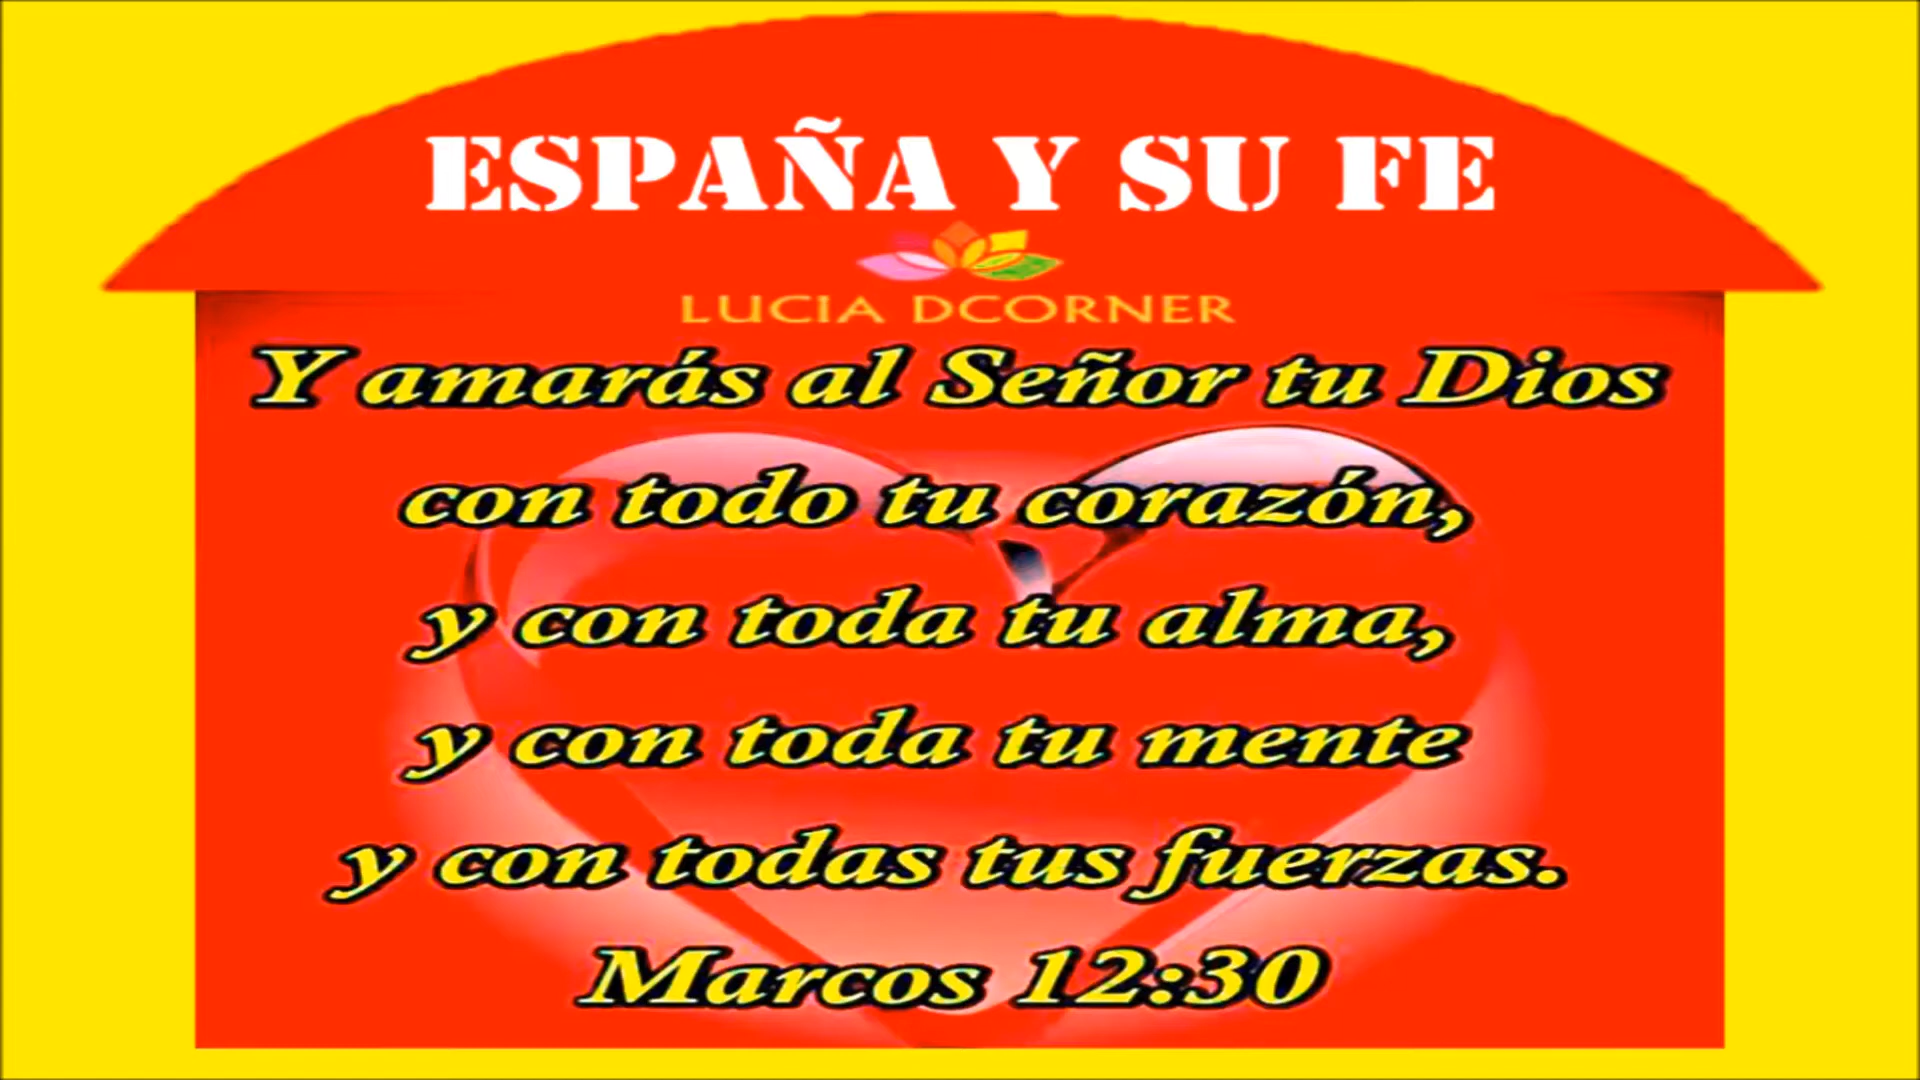 ESPAÑA Y SU FE
LUCIA DCORNER
Y amarás al Señor tu Dios
con todo tu corazón,
y con toda tu alma,
y con toda tu mente
y con todas tus fuerzas.
Marcos 12:30